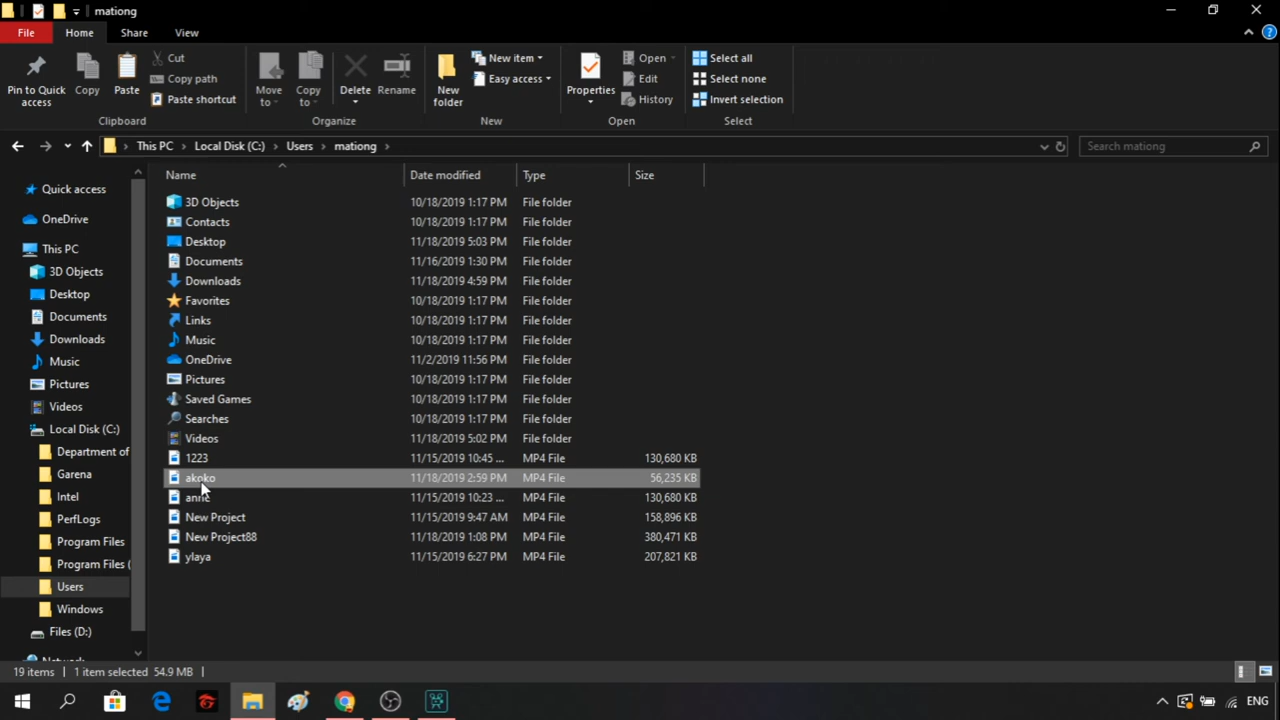 mationg
File Home Share View
Pin to Quick access
Copy
Paste
Cut
Copy path
Paste shortcut
Clipboard
Move to
Copy to
Delete
Rename
Organize
New folder
New item
Easy access
New
Properties
Open
Edit
History
Open
Select all
Select none
Invert selection
Select
This PC Local Disk (C:) Users mationg
Search mationg
Quick access
OneDrive
This PC
3D Objects
Desktop
Documents
Downloads
Music
Pictures
Videos
Local Disk (C:)
Department of
Garena
Intel
PerfLogs
Program Files
Program Files (
Users
Windows
Files (D:)
Network
Name Date modified Type Size
3D Objects 10/18/2019 1:17 PM File folder
Contacts 10/18/2019 1:17 PM File folder
Desktop 11/18/2019 5:03 PM File folder
Documents 11/16/2019 1:30 PM File folder
Downloads 11/18/2019 4:59 PM File folder
Favorites 10/18/2019 1:17 PM File folder
Links 10/18/2019 1:17 PM File folder
Music 10/18/2019 1:17 PM File folder
OneDrive 11/2/2019 11:56 PM File folder
Pictures 10/18/2019 1:17 PM File folder
Saved Games 10/18/2019 1:17 PM File folder
Searches 10/18/2019 1:17 PM File folder
Videos 11/18/2019 5:02 PM File folder
1223 11/15/2019 10:45 ... MP4 File 130,680 KB
akoko 11/18/2019 2:59 PM MP4 File 56,235 KB
11/15/2019 10:23 ... MP4 File 130,680 KB
New Project 11/15/2019 9:47 AM MP4 File 158,896 KB
New Project88 11/18/2019 1:08 PM MP4 File 380,471 KB
ylaya 11/15/2019 6:27 PM MP4 File 207,821 KB
19 items 1 item selected 54.9 MB
ENG